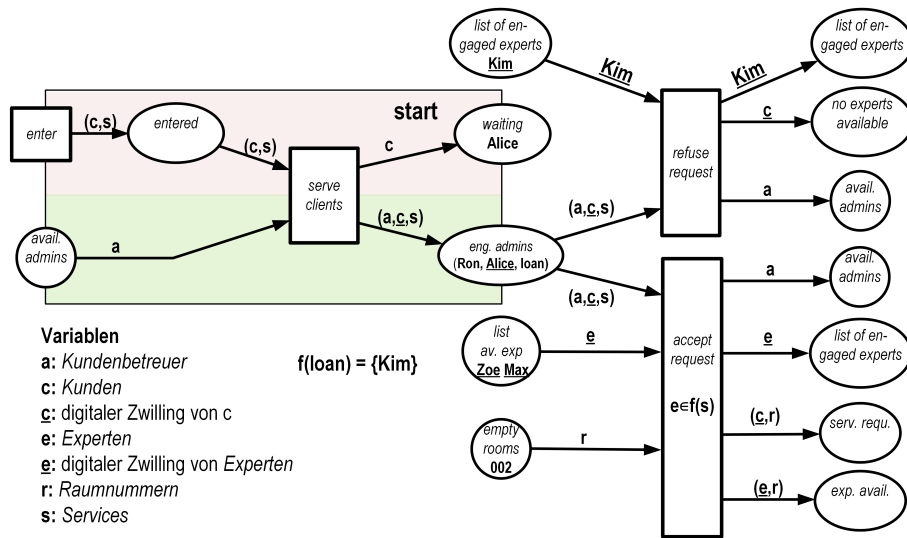 list of en-
gaged experts
Kim
Kim
Kim
list of en-
gaged experts
start
enter
(c,s)
entered
(c,s)
c
waiting
Alice
refuse
request
c
no experts
available
serve
clients
a
avail.
admins
avail.
admins
a
(a,c,s)
(a,c,s)
eng. admins
(Ron, Alice, loan)
(a,c,s)
a
avail.
admins
Variablen
a: Kundenbetreuer
c: Kunden
c: digitaler Zwilling von c
e: Experten
e: digitaler Zwilling von Experten
r: Raumnummern
s: Services
f(loan) = {Kim}
list
av. exp
Zoe Max
e
accept
request
e∈f(s)
e
list of en-
gaged experts
empty
rooms
002
r
(c,r)
serv. requ.
(e,r)
exp. avail.